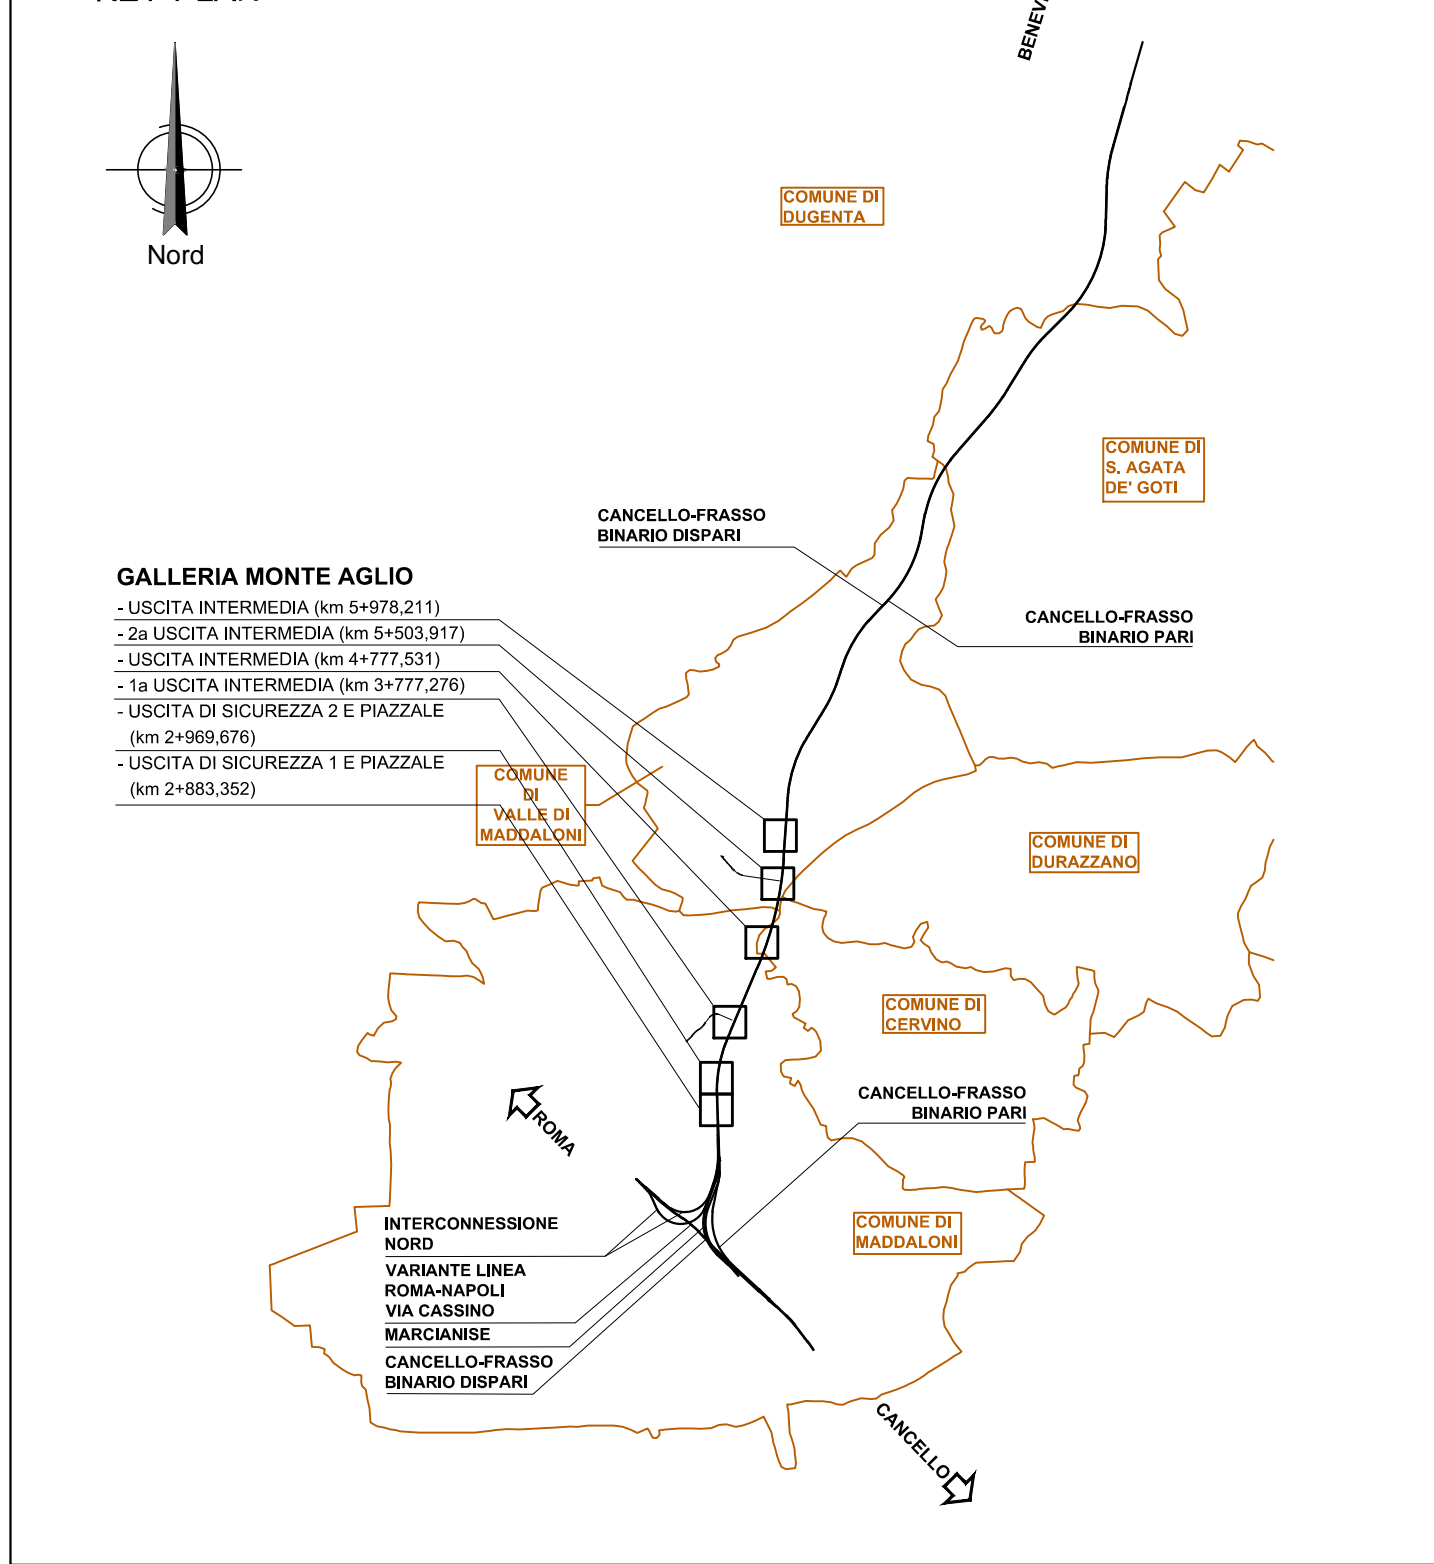 Nord
COMUNE DI
DUGENTA
COMUNE DI
S. AGATA
DE' GOTI
CANCELLO-FRASSO
BINARIO DISPARI
GALLERIA MONTE AGLIO
- USCITA INTERMEDIA (km 5+978,211)
- 2a USCITA INTERMEDIA (km 5+503,917)
- USCITA INTERMEDIA (km 4+777,531)
- 1a USCITA INTERMEDIA (km 3+777,276)
- USCITA DI SICUREZZA 2 E PIAZZALE
(km 2+969,676)
- USCITA DI SICUREZZA 1 E PIAZZALE
(km 2+883,352)
CANCELLO-FRASSO
BINARIO PARI
COMUNE
DI
VALLE DI
MADDALONI
COMUNE DI
DURAZZANO
COMUNE DI
CERVINO
CANCELLO-FRASSO
BINARIO PARI
ROMA
INTERCONNESSIONE
NORD
VARIANTE LINEA
ROMA-NAPOLI
VIA CASSINO
MARCIANISE
CANCELLO-FRASSO
BINARIO DISPARI
COMUNE DI
MADDALONI
CANCELLO